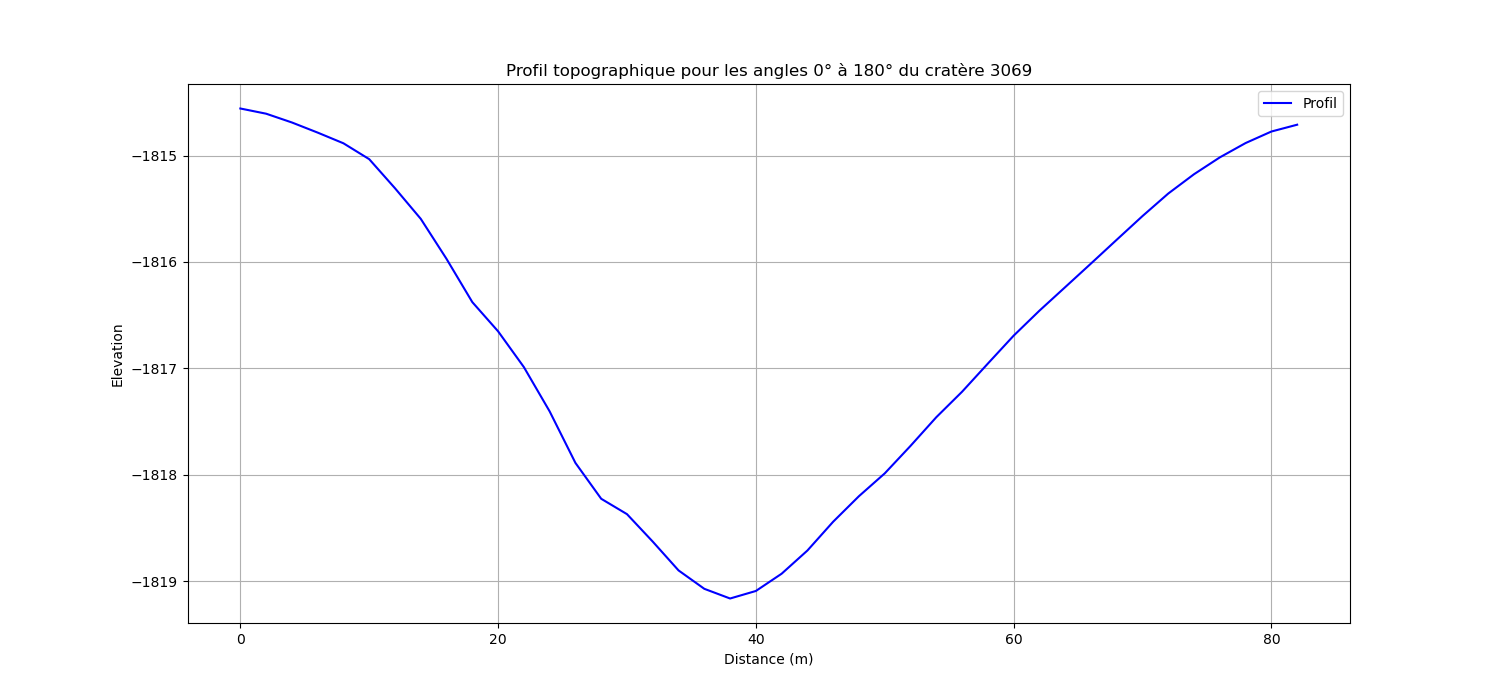 Profil topographique pour les angles 0° à 180° du cratère 3069
Profil
−1815
−1816
−1817
−1818
−1819
Elevation
0 20 40 60 80
Distance (m)